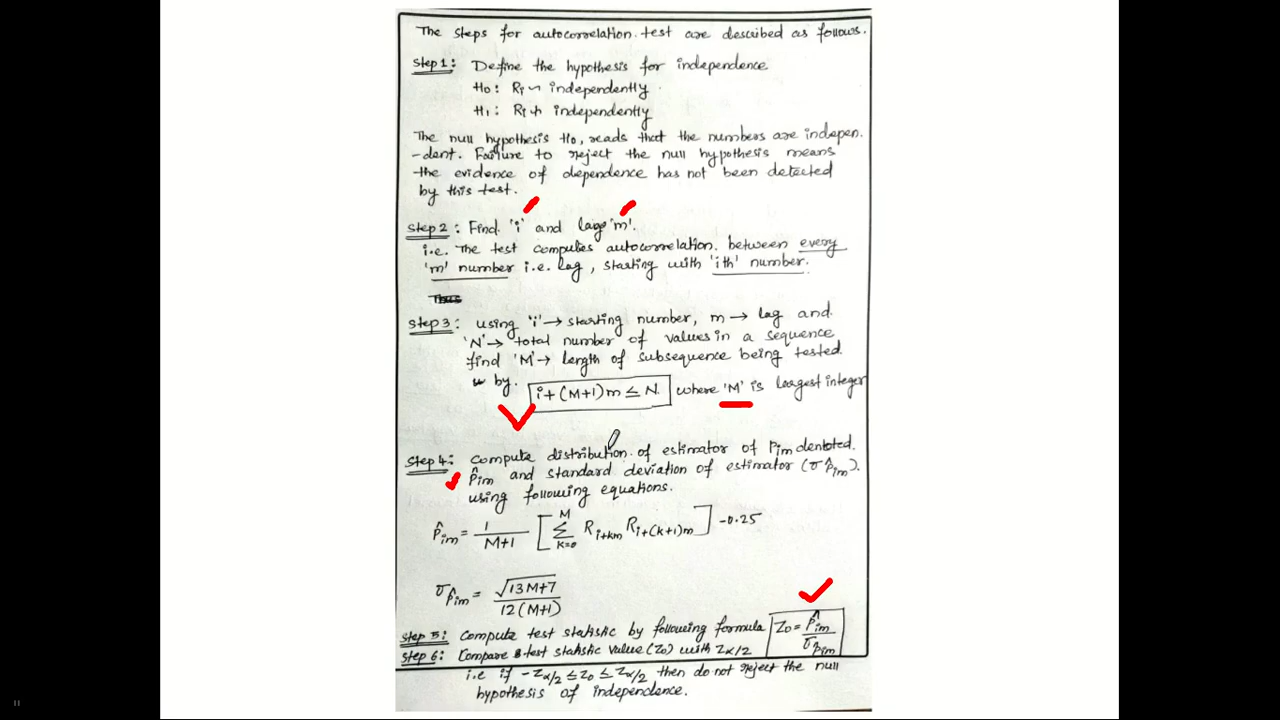 The steps for autocorrelation test are described as follows.
Step 1: Define the hypothesis for independence.
H0: Ri ~ independently
H1: Ri ≁ independently
The null hypothesis H0, reads that the numbers are indepen.
-dent. Failure to reject the null hypothesis means
the evidence of dependence has not been detected
by this test.
Step 2: Find 'i' and lag 'm'.
i.e. The test computes autocorrelation between every
'm' number i.e. lag, starting with 'ith' number.
Step 3: using 'i' → starting number, m → lag and
'N' → total number of values in a sequence
find 'M' → length of subsequence being tested.
by. i+(M+1)m ≤ N. where 'M' is largest integer
Step 4: Compute distribution of estimator of Pim denoted.
P̂im and standard deviation of estimator (σP̂im).
using following equations.
P̂im = 1/(M+1) [ Σ(k=0 to M) R_{i+km} R_{i+(k+1)m} ] -0.25
σP̂im = √(13M+7) / 12(M+1)
Step 5: Compute test statistic by following formula Z0 = P̂im / σP̂im
Step 6: Compare test statistic value (Z0) with Zα/2
i.e if -Zα/2 ≤ Z0 ≤ Zα/2 then do not reject the null
hypothesis of independence.